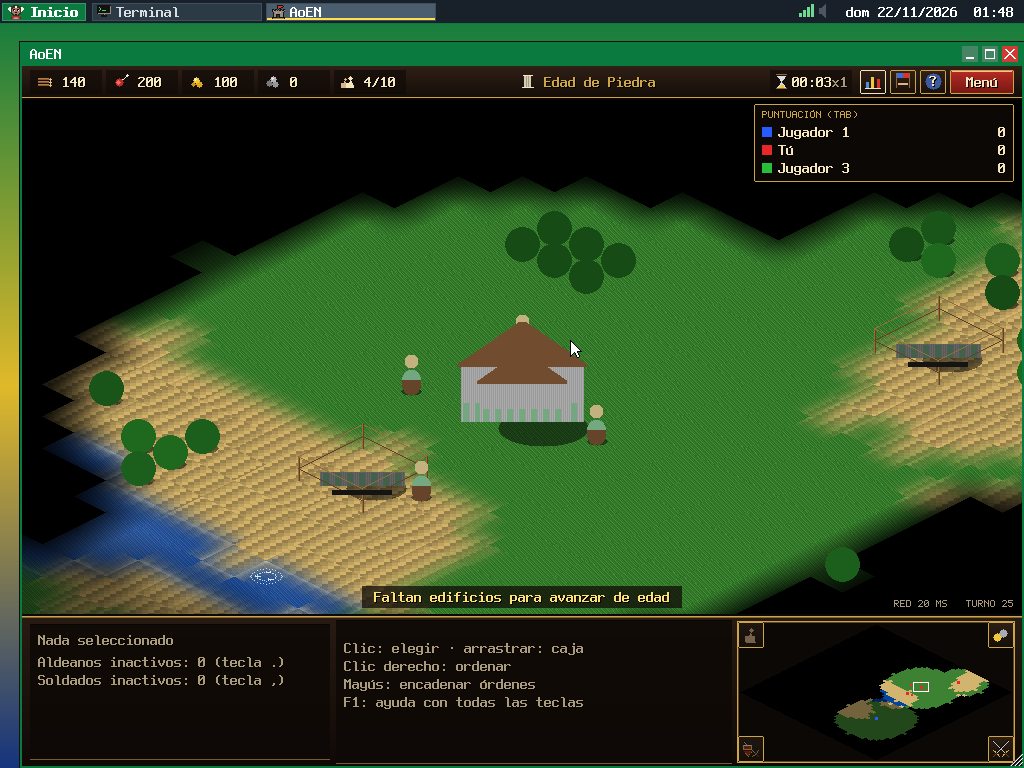 Inicio
Terminal
AoEN
dom 22/11/2026 01:48
AoEN
140
200
100
0
4/10
Edad de Piedra
00:03x1
?
Menú
PUNTUACIÓN (TAB)
Jugador 1 0
Tú 0
Jugador 3 0
Faltan edificios para avanzar de edad
RED 20 MS TURNO 25
Nada seleccionado
Aldeanos inactivos: 0 (tecla .)
Soldados inactivos: 0 (tecla ,)
Clic: elegir · arrastrar: caja
Clic derecho: ordenar
Mayús: encadenar órdenes
F1: ayuda con todas las teclas